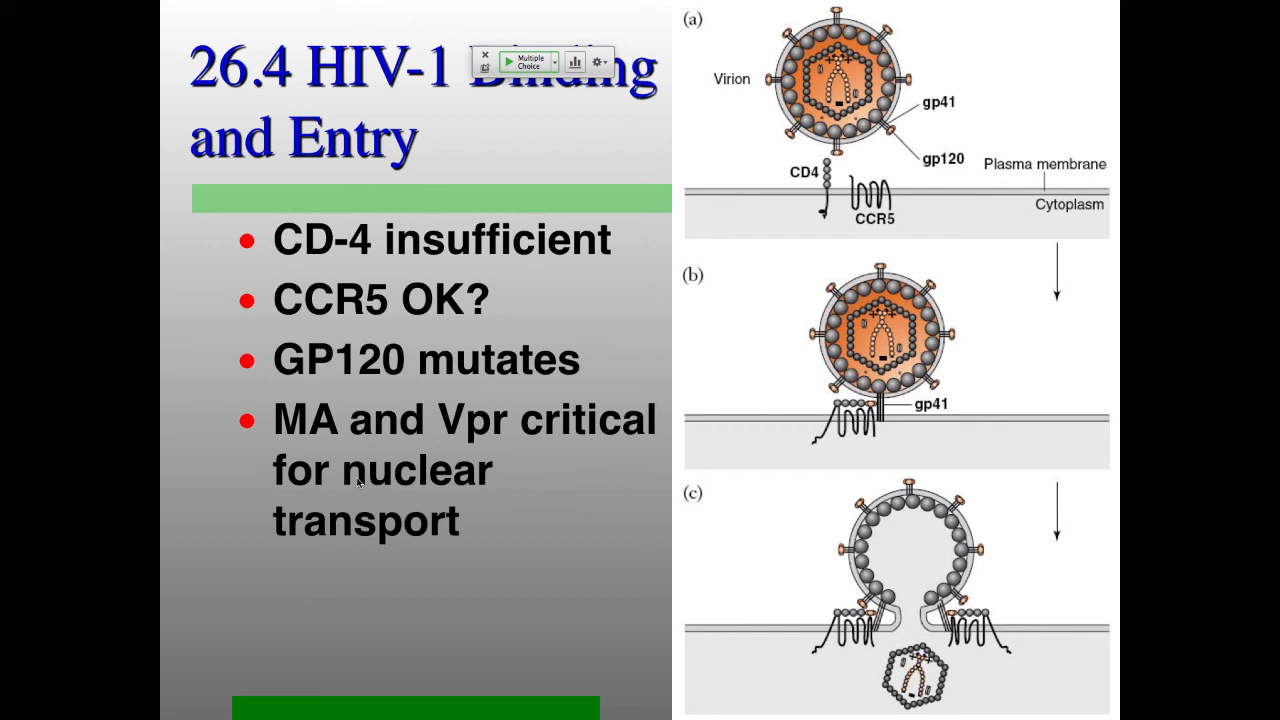 26.4 HIV-1 Binding
and Entry
Multiple
Choice
• CD-4 insufficient
• CCR5 OK?
• GP120 mutates
• MA and Vpr critical
for nuclear
transport
(a)
Virion
gp41
gp120
CD4
Plasma membrane
CCR5
Cytoplasm
(b)
gp41
(c)